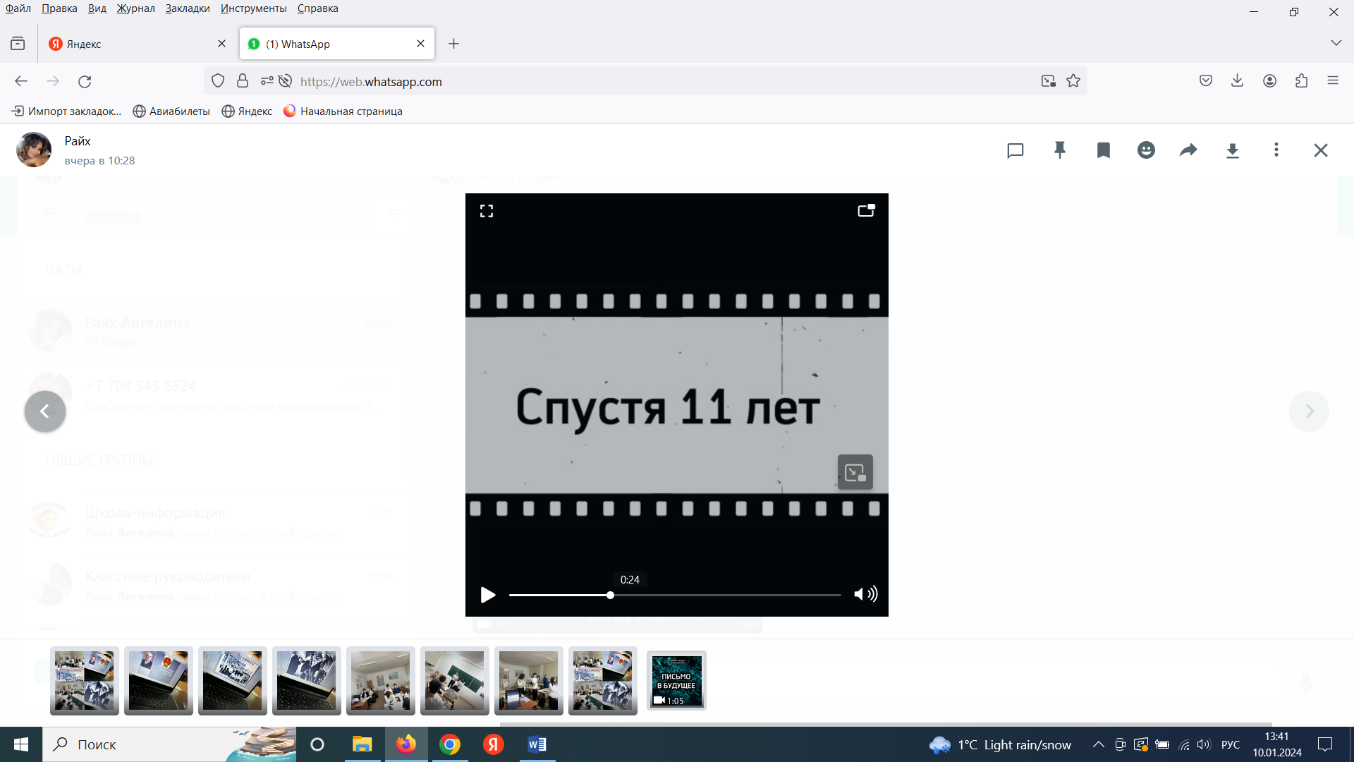 Файл Правка Вид Журнал Закладки Инструменты Справка
Яндекс
(1) WhatsApp
https://web.whatsapp.com
Импорт закладок... Авиабилеты Яндекс Начальная страница
Райх
вчера в 10:28
ЧАТЫ
Райх Ангелина
+7 708 545 6524
ОБЩИЕ ГРУППЫ
Школа-информация
Классные руководители
Спустя 11 лет
0:24
ПИСЬМО
В БУДУЩЕЕ
1:05
Поиск
1°C Light rain/snow
РУС
13:41
10.01.2024